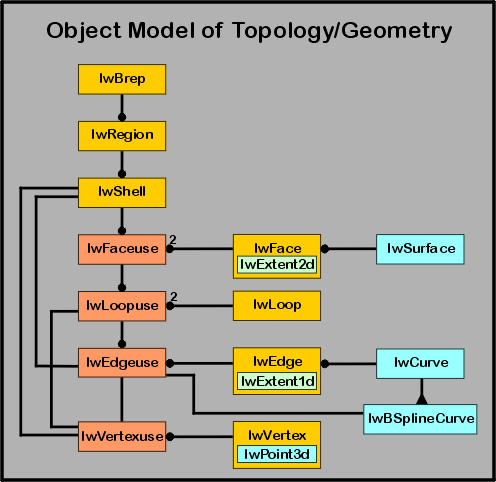 Object Model of Topology/Geometry
IwBrep
IwRegion
IwShell
IwFaceuse
2
IwFace
IwExtent2d
IwSurface
IwLoopuse
2
IwLoop
IwEdgeuse
IwEdge
IwExtent1d
IwCurve
IwBSplineCurve
IwVertexuse
IwVertex
IwPoint3d